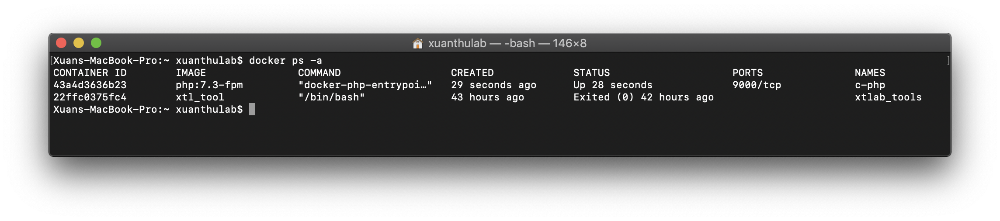 xuanthulab — -bash — 146×8
[Xuans-MacBook-Pro:~ xuanthulab$ docker ps -a ]
CONTAINER ID IMAGE COMMAND CREATED STATUS PORTS NAMES
43a4d3636b23 php:7.3-fpm "docker-php-entrypoi…" 29 seconds ago Up 28 seconds 9000/tcp c-php
22ffc0375fc4 xtl_tool "/bin/bash" 43 hours ago Exited (0) 42 hours ago xtlab_tools
Xuans-MacBook-Pro:~ xuanthulab$